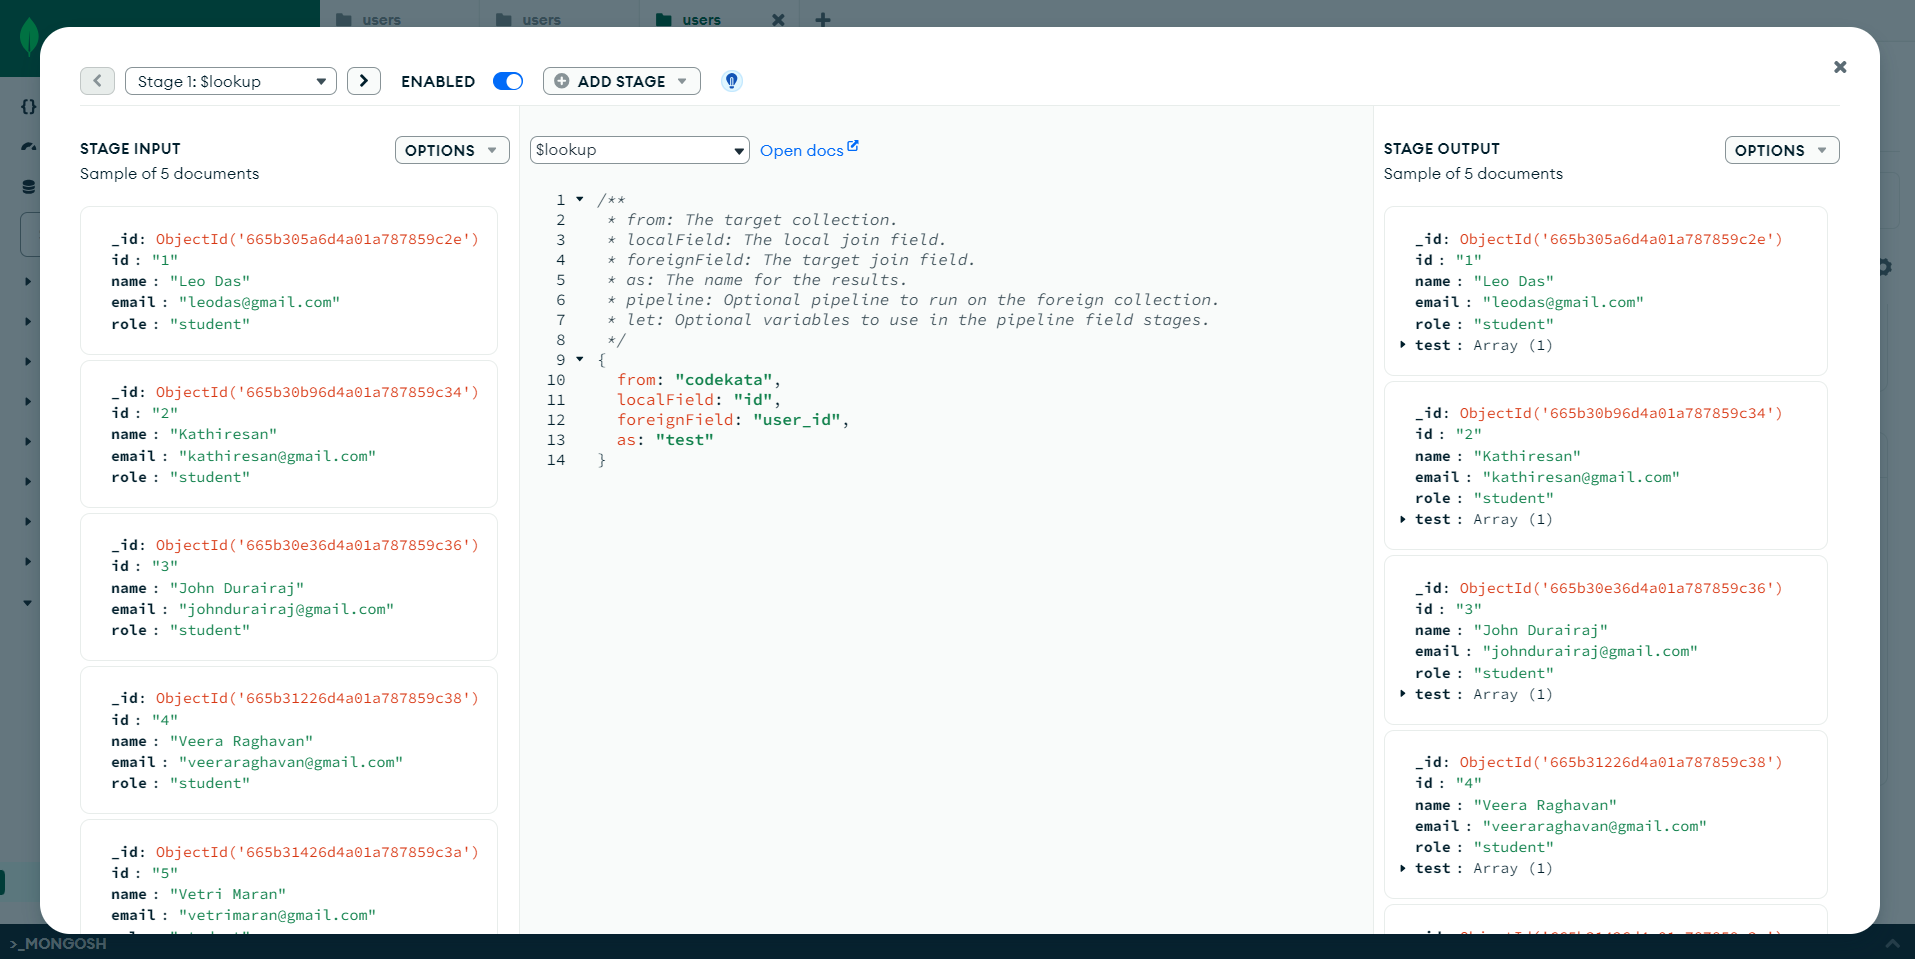 users
users
users
Stage 1: $lookup
ENABLED
ADD STAGE
STAGE INPUT
OPTIONS
Sample of 5 documents
_id: ObjectId('665b305a6d4a01a787859c2e')
id : "1"
name : "Leo Das"
email : "leodas@gmail.com"
role : "student"
_id: ObjectId('665b30b96d4a01a787859c34')
id : "2"
name : "Kathiresan"
email : "kathiresan@gmail.com"
role : "student"
_id: ObjectId('665b30e36d4a01a787859c36')
id : "3"
name : "John Durairaj"
email : "johndurairaj@gmail.com"
role : "student"
_id: ObjectId('665b31226d4a01a787859c38')
id : "4"
name : "Veera Raghavan"
email : "veeraraghavan@gmail.com"
role : "student"
_id: ObjectId('665b31426d4a01a787859c3a')
id : "5"
name : "Vetri Maran"
email : "vetrimaran@gmail.com"
$lookup
Open docs
1 /**
2 * from: The target collection.
3 * localField: The local join field.
4 * foreignField: The target join field.
5 * as: The name for the results.
6 * pipeline: Optional pipeline to run on the foreign collection.
7 * let: Optional variables to use in the pipeline field stages.
8 */
9 {
10 from: "codekata",
11 localField: "id",
12 foreignField: "user_id",
13 as: "test"
14 }
STAGE OUTPUT
OPTIONS
Sample of 5 documents
_id: ObjectId('665b305a6d4a01a787859c2e')
id : "1"
name : "Leo Das"
email : "leodas@gmail.com"
role : "student"
test : Array (1)
_id: ObjectId('665b30b96d4a01a787859c34')
id : "2"
name : "Kathiresan"
email : "kathiresan@gmail.com"
role : "student"
test : Array (1)
_id: ObjectId('665b30e36d4a01a787859c36')
id : "3"
name : "John Durairaj"
email : "johndurairaj@gmail.com"
role : "student"
test : Array (1)
_id: ObjectId('665b31226d4a01a787859c38')
id : "4"
name : "Veera Raghavan"
email : "veeraraghavan@gmail.com"
role : "student"
test : Array (1)
>_MONGOSH